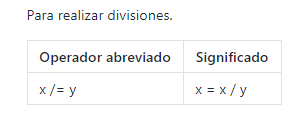 Para realizar divisiones.
Operador abreviado Significado
x /= y x = x / y